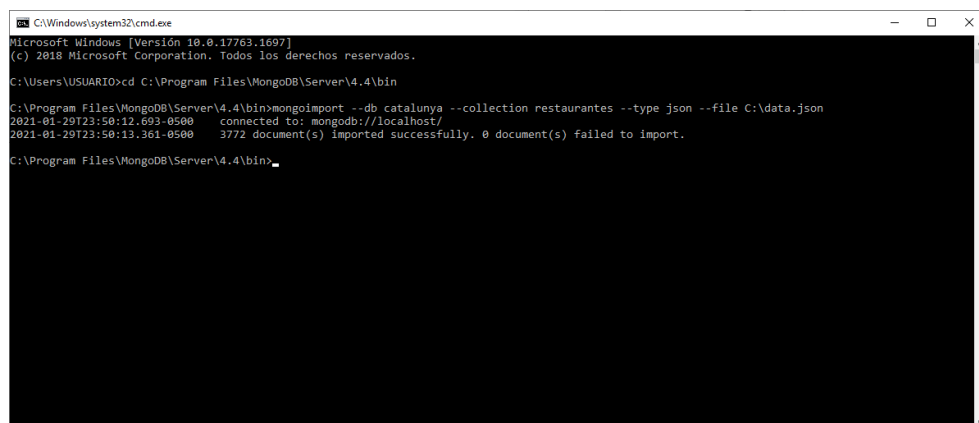 C:\Windows\system32\cmd.exe
Microsoft Windows [Versión 10.0.17763.1697]
(c) 2018 Microsoft Corporation. Todos los derechos reservados.
C:\Users\USUARIO>cd C:\Program Files\MongoDB\Server\4.4\bin
C:\Program Files\MongoDB\Server\4.4\bin>mongoimport --db catalunya --collection restaurantes --type json --file C:\data.json
2021-01-29T23:50:12.693-0500    connected to: mongodb://localhost/
2021-01-29T23:50:13.361-0500    3772 document(s) imported successfully. 0 document(s) failed to import.
C:\Program Files\MongoDB\Server\4.4\bin>